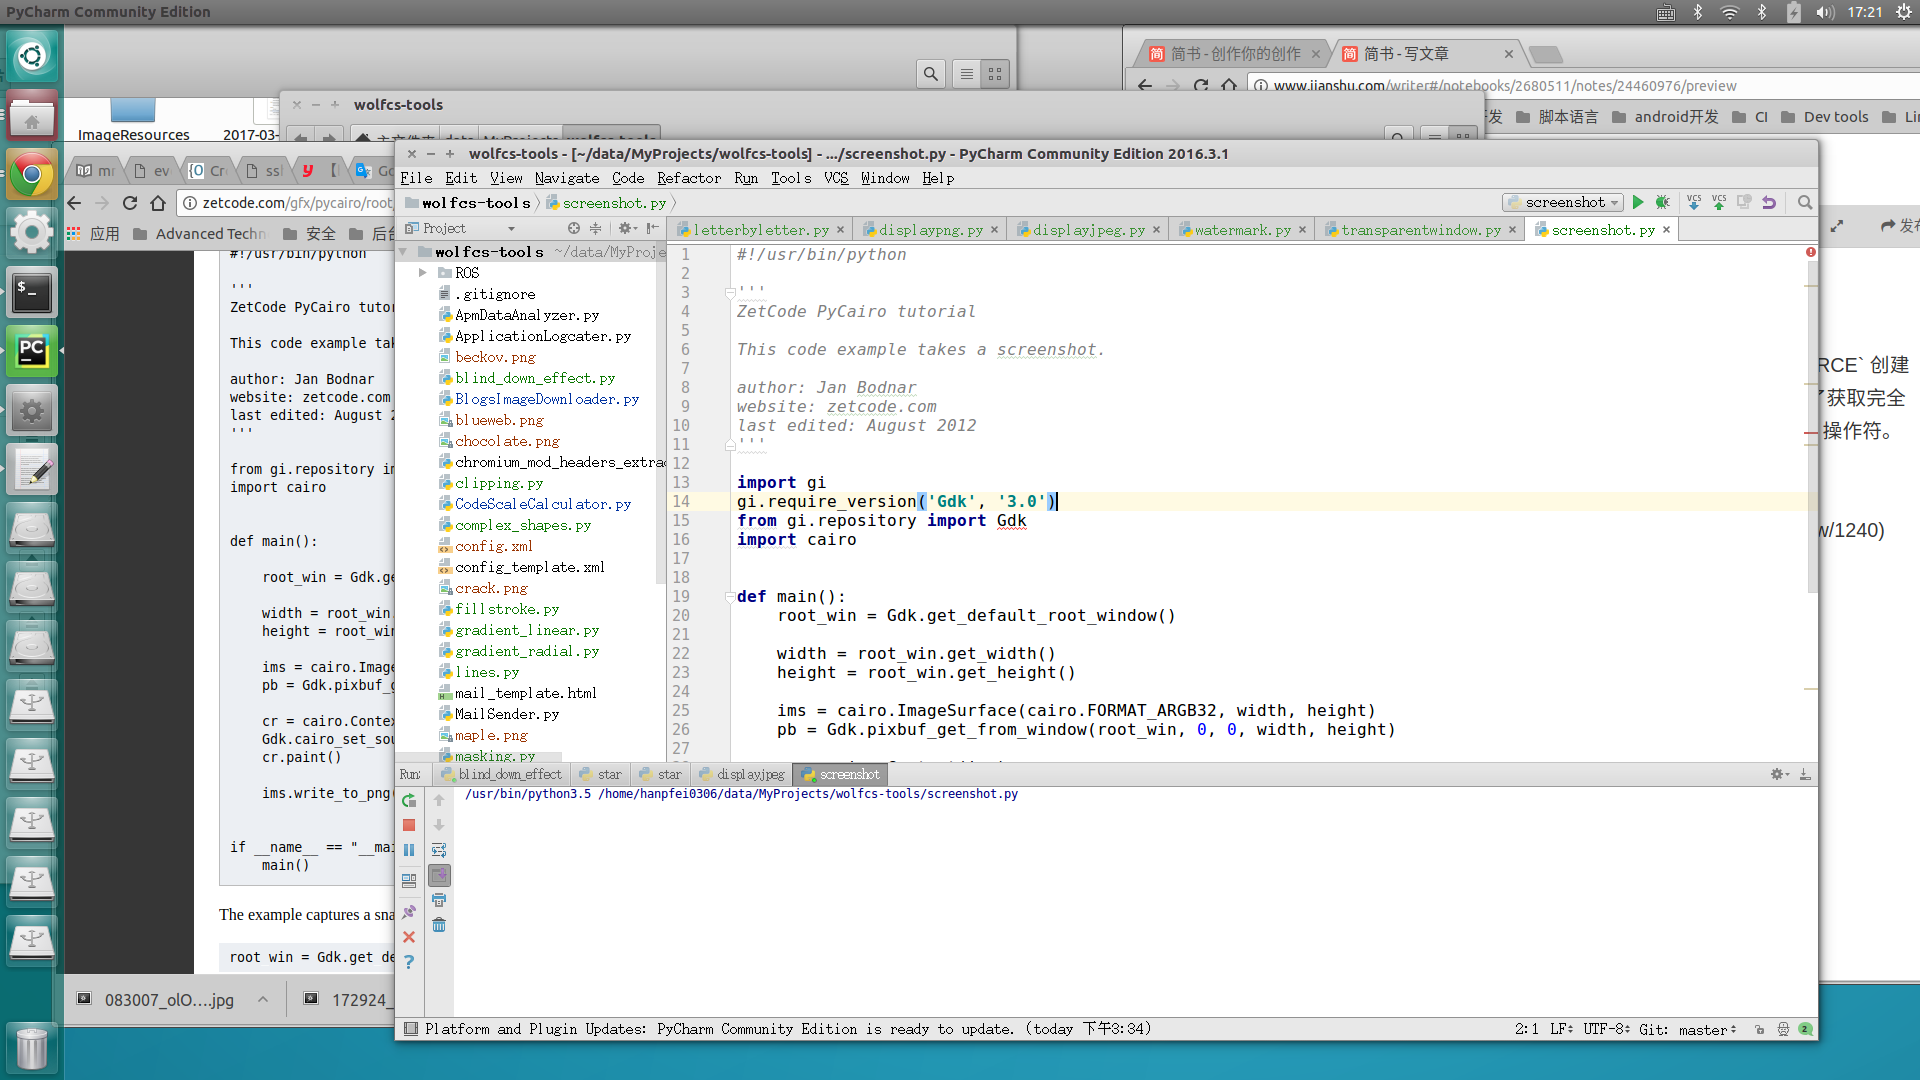 PyCharm Community Edition
17:21
ImageResources
2017-03-
wolfcs-tools
简书 - 创作你的创作
简书 - 写文章
www.jianshu.com/writer#/notebooks/2680511/notes/24460976/preview
脚本语言
android开发
CI
Dev tools
zetcode.com/gfx/pycairo/root
应用
Advanced Techn
安全
后台
wolfcs-tools - [~/data/MyProjects/wolfcs-tools] - .../screenshot.py - PyCharm Community Edition 2016.3.1
File Edit View Navigate Code Refactor Run Tools VCS Window Help
wolfcs-tools
screenshot.py
screenshot
Project
letterbyletter.py
displaypng.py
displayjpeg.py
watermark.py
transparentwindow.py
screenshot.py
wolfcs-tools ~/data/MyProje
ROS
.gitignore
ApmDataAnalyzer.py
ApplicationLogcater.py
beckov.png
blind_down_effect.py
BlogsImageDownloader.py
blueweb.png
chocolate.png
chromium_mod_headers_extrac
clipping.py
CodeScaleCalculator.py
complex_shapes.py
config.xml
config_template.xml
crack.png
fillstroke.py
gradient_linear.py
gradient_radial.py
lines.py
mail_template.html
MailSender.py
maple.png
masking.py
1 #!/usr/bin/python
2
3 '''
4 ZetCode PyCairo tutorial
5
6 This code example takes a screenshot.
7
8 author: Jan Bodnar
9 website: zetcode.com
10 last edited: August 2012
11 '''
12
13 import gi
14 gi.require_version('Gdk', '3.0')
15 from gi.repository import Gdk
16 import cairo
17
18
19 def main():
20 root_win = Gdk.get_default_root_window()
21
22 width = root_win.get_width()
23 height = root_win.get_height()
24
25 ims = cairo.ImageSurface(cairo.FORMAT_ARGB32, width, height)
26 pb = Gdk.pixbuf_get_from_window(root_win, 0, 0, width, height)
27
#!/usr/bin/python
'''
ZetCode PyCairo tutor
This code example tak
author: Jan Bodnar
website: zetcode.com
last edited: August 2
'''
from gi.repository im
import cairo
def main():
root_win = Gdk.ge
width = root_win.
height = root_win
ims = cairo.Image
pb = Gdk.pixbuf_g
cr = cairo.Conte
Gdk.cairo_set_sou
cr.paint()
ims.write_to_png(
if __name__ == "__mai
main()
The example captures a sna
root win = Gdk.get de
RCE` 创建
获取完全
操作符。
w/1240)
Run:
blind_down_effect
star
star
displayjpeg
screenshot
/usr/bin/python3.5 /home/hanpfei0306/data/MyProjects/wolfcs-tools/screenshot.py
083007_olO....jpg
172924_
Platform and Plugin Updates: PyCharm Community Edition is ready to update. (today 下午3:34)
2:1 LF÷ UTF-8÷ Git: master÷
2